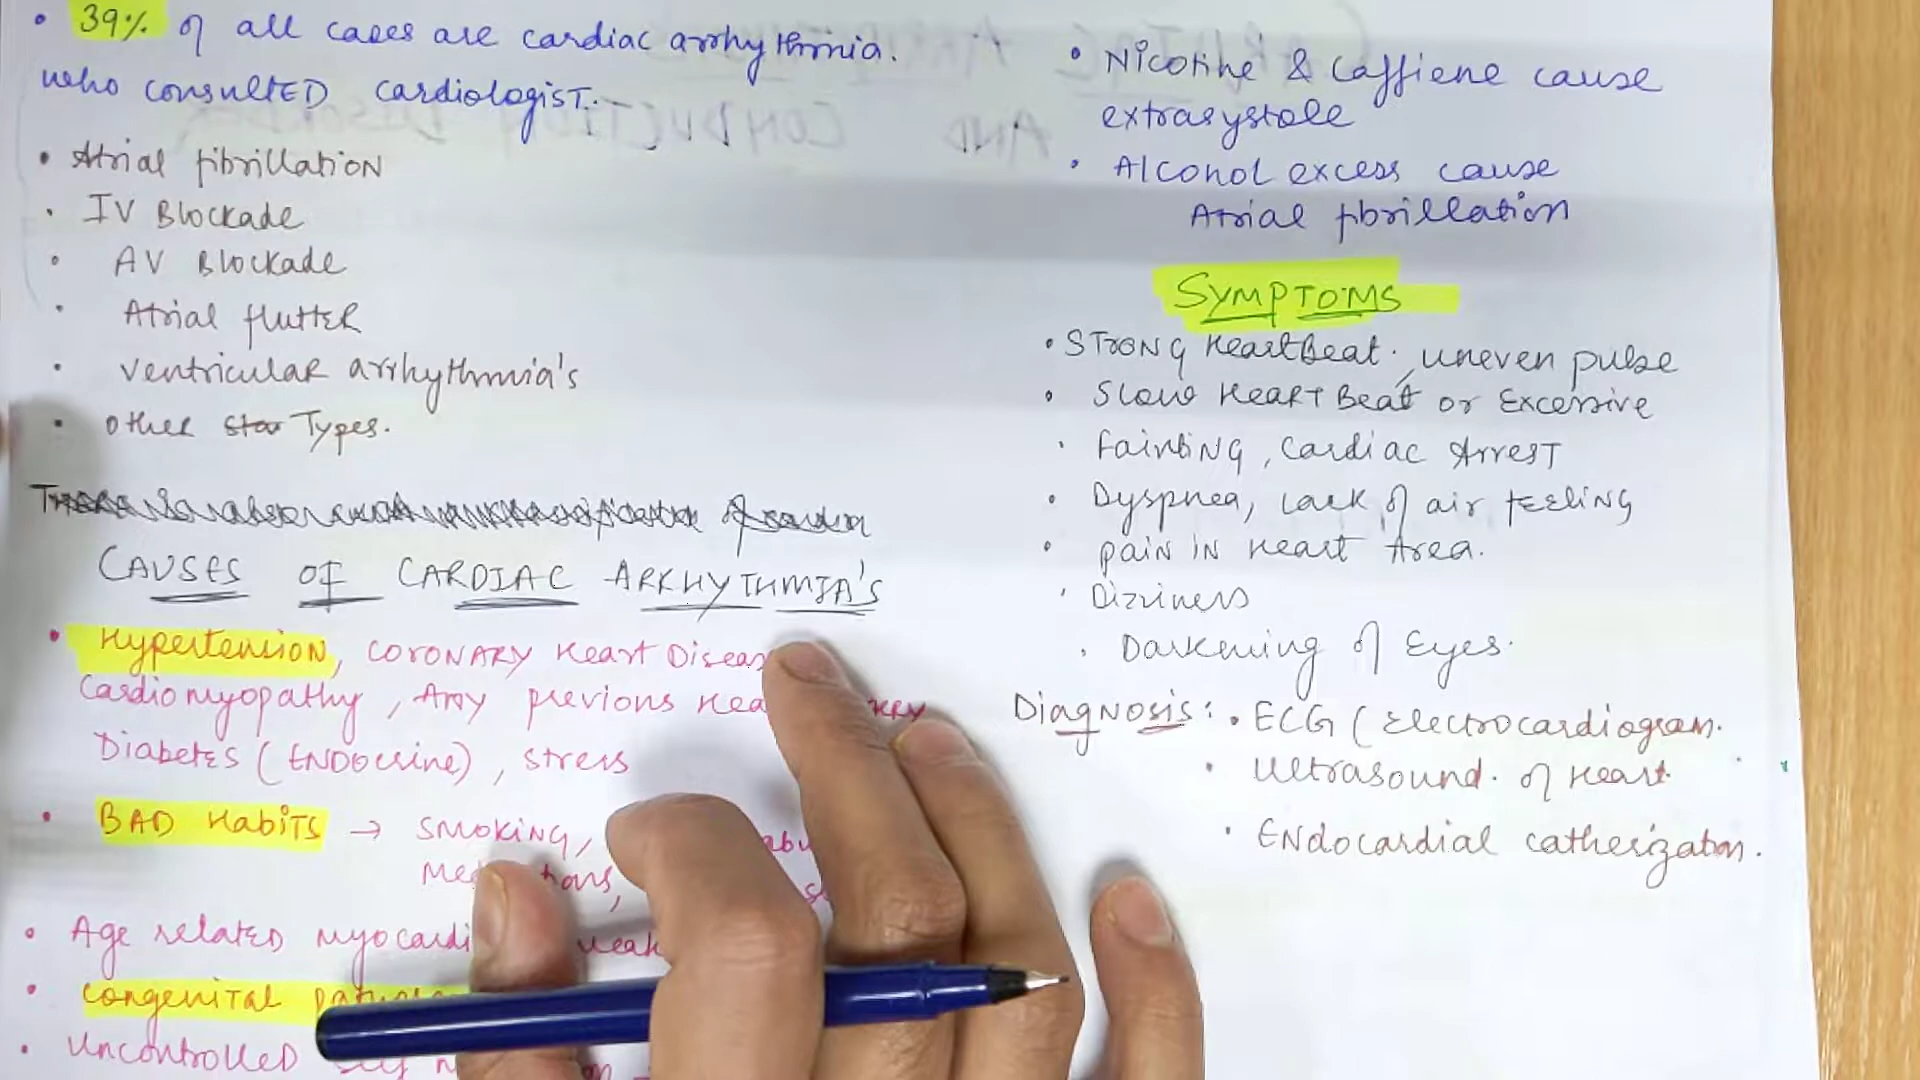 • 39% of all cases are cardiac arrhythmia.
who consulTED cardiologisT.
• Atrial fibrillation
• IV Blockade
• AV Blockade
• Atrial flutter
• Ventricular arrhythmia's
• other Types.
CAUSES OF CARDIAC ARRHYTHMIA'S
• Hypertension, CORONARY Heart Diseas
Cardiomyopathy, Any previous Hea
Diabetes (Endocrine), stress
• BAD Habits → Smoking,
• Age related myocardi weak
• Congenital
• Uncontrolled self
• Nicotine & Caffiene cause
extrasystole
• Alcohol excess cause
Atrial fibrillation
SYMPTOMS
• STRONG HeartBeat, uneven pulse
• Slow Heart Beat or Excessive
• fainting, Cardiac Arrest
• Dyspnea, lack of air feeling
• pain in Heart Area.
• Dizziness
• Darkening of Eyes.
Diagnosis: • ECG (Electrocardiogram.
• Ultrasound. of Heart
• ENdocardial catherization.